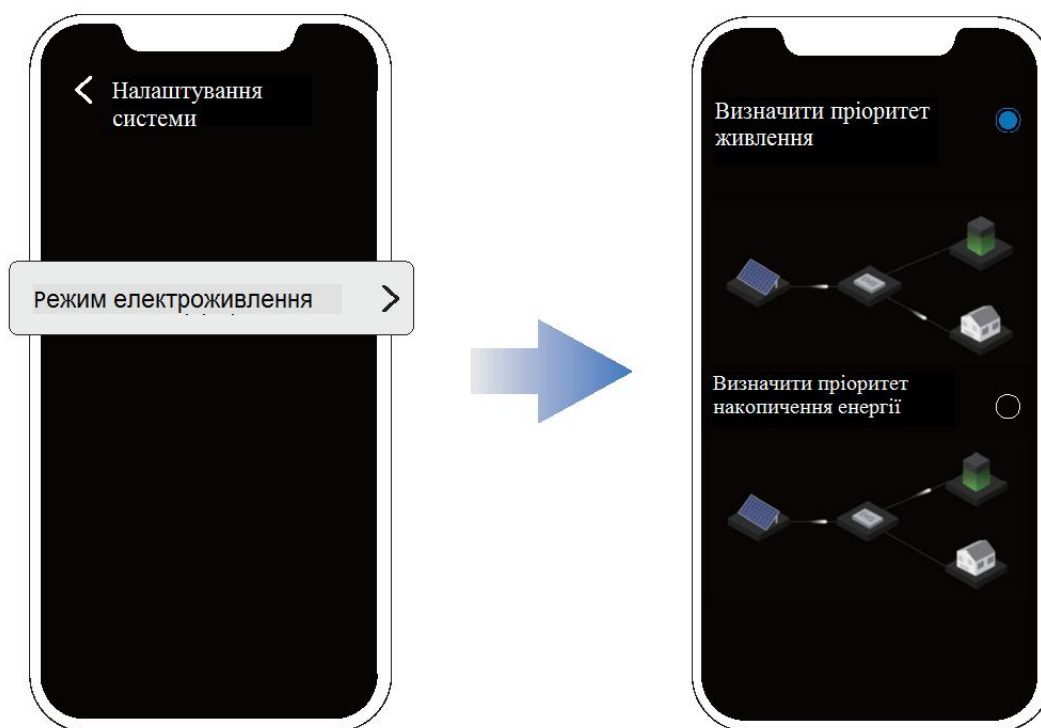 Налаштування
системи
Режим електроживлення
Визначити пріоритет
живлення
Визначити пріоритет
накопичення енергії